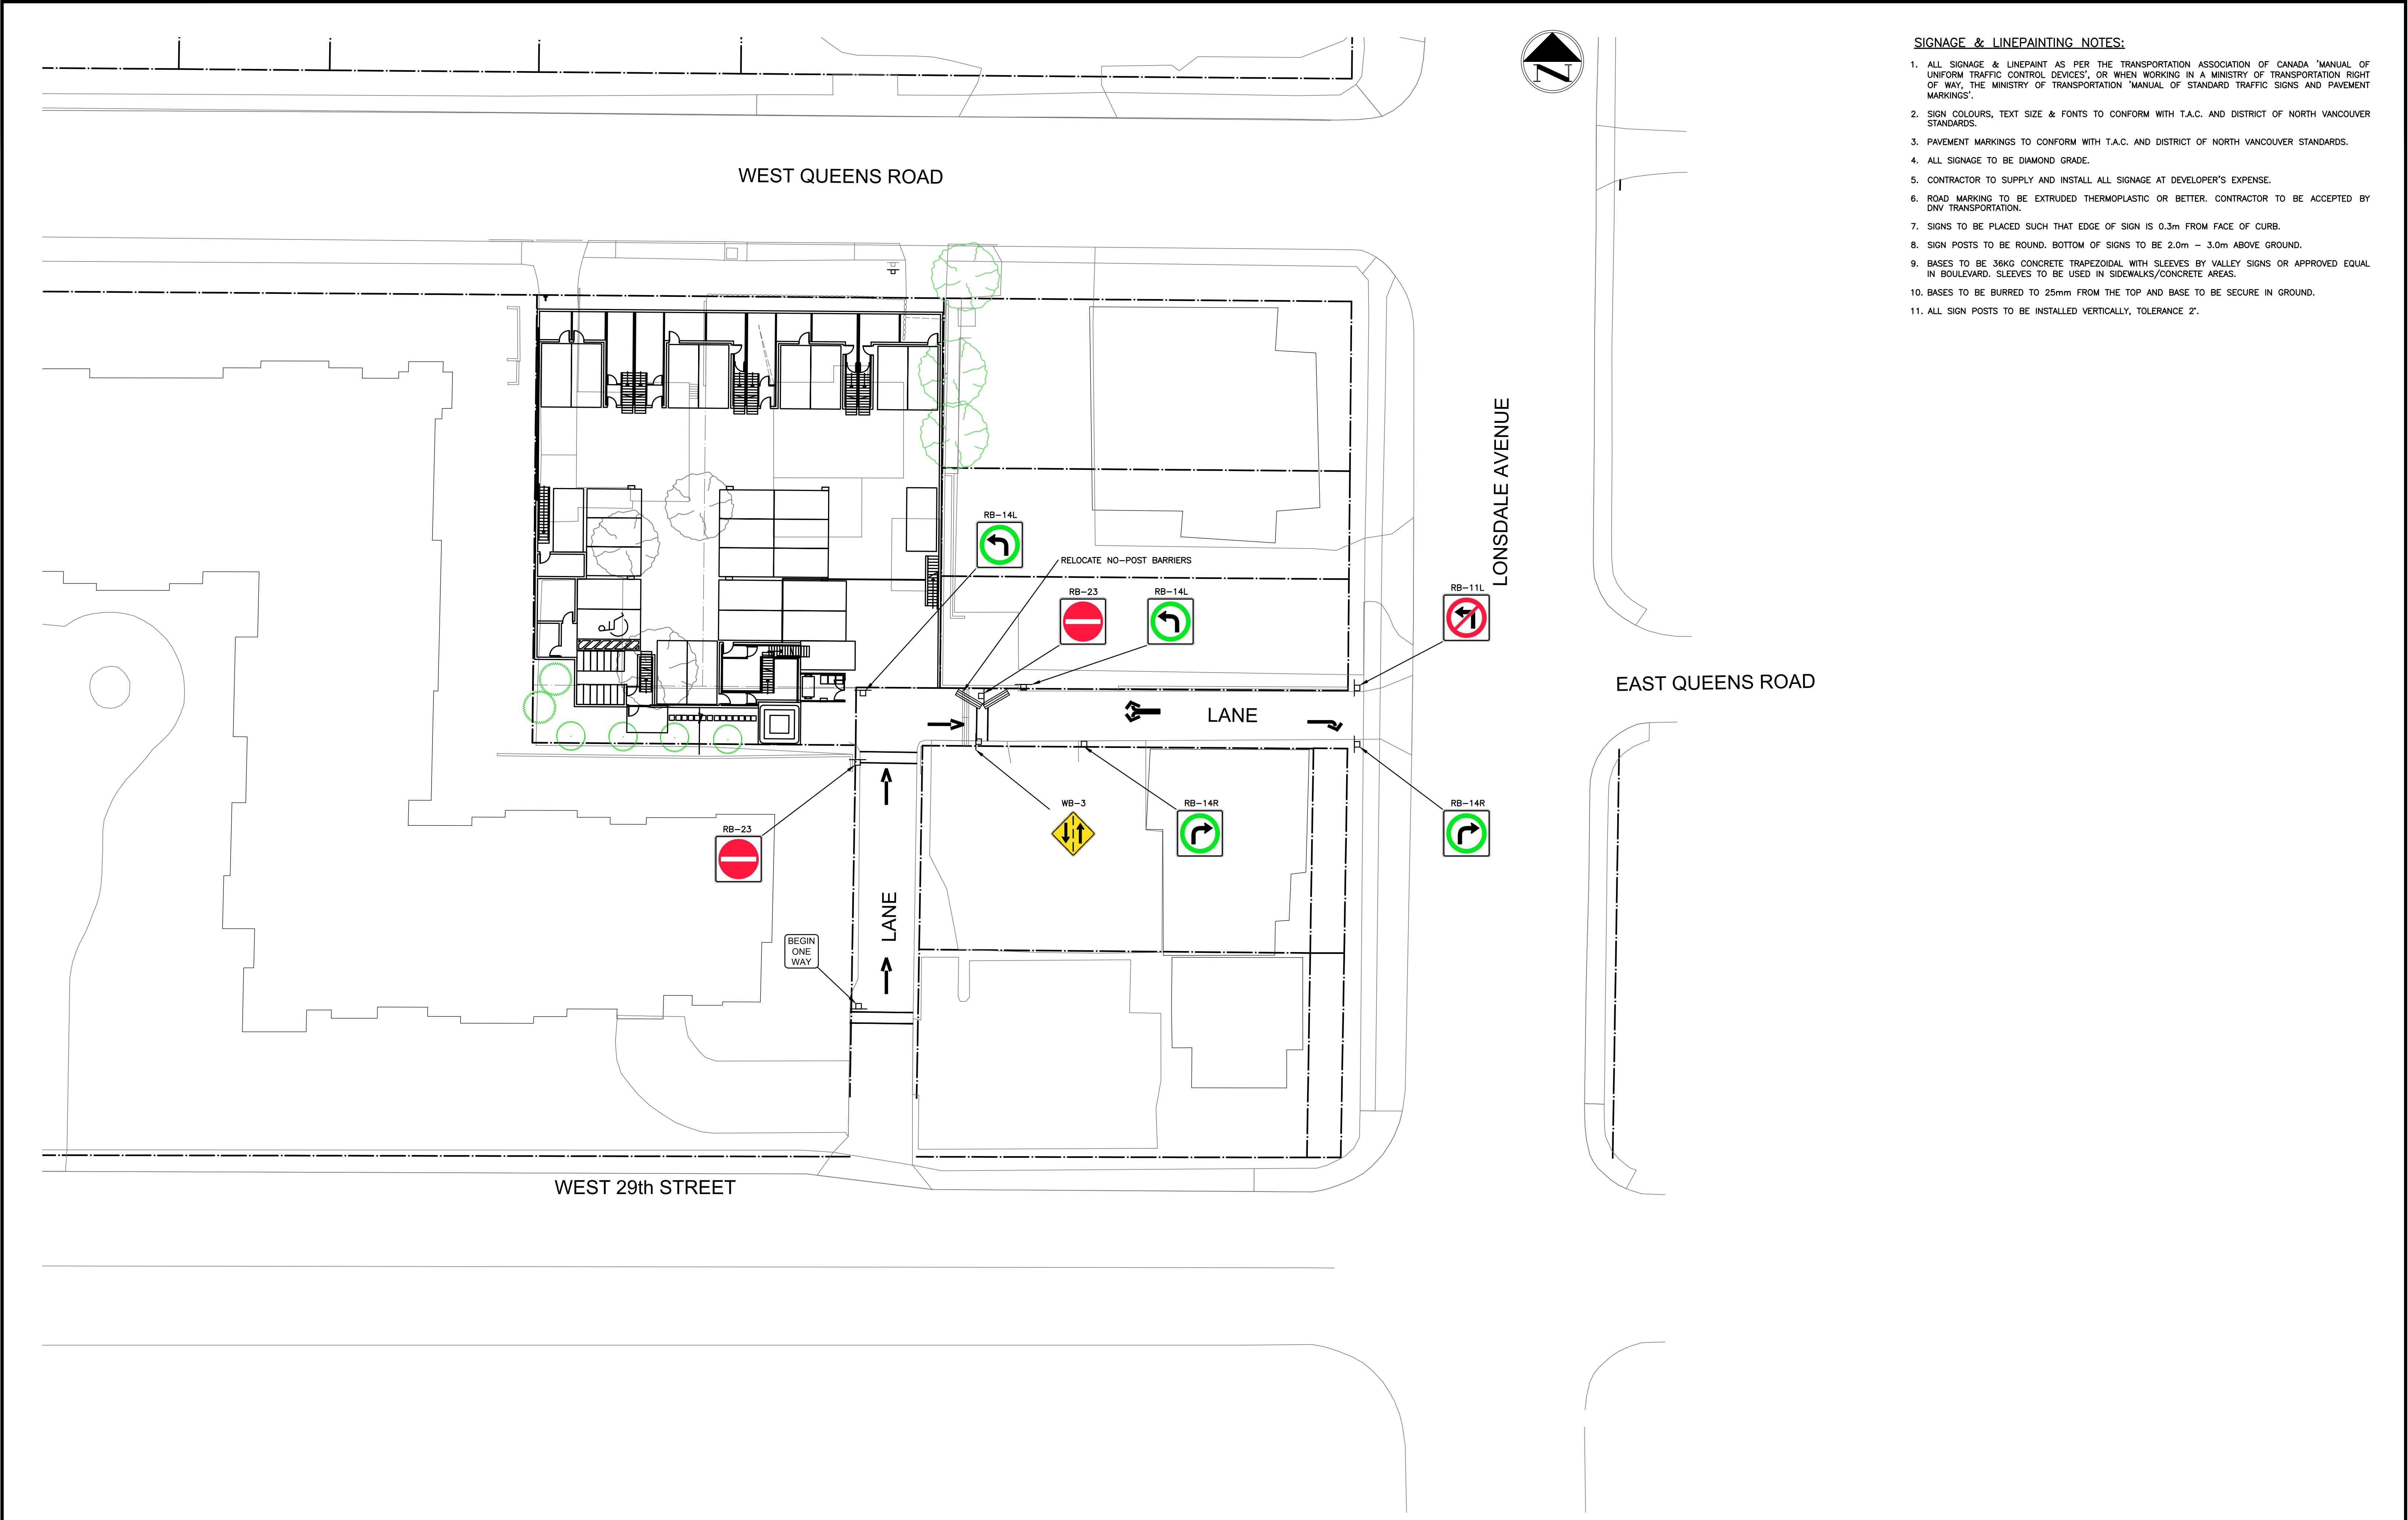 SIGNAGE & LINEPAINTING NOTES:
1. ALL SIGNAGE & LINEPAINT AS PER THE TRANSPORTATION ASSOCIATION OF CANADA 'MANUAL OF
UNIFORM TRAFFIC CONTROL DEVICES', OR WHEN WORKING IN A MINISTRY OF TRANSPORTATION RIGHT
OF WAY, THE MINISTRY OF TRANSPORTATION 'MANUAL OF STANDARD TRAFFIC SIGNS AND PAVEMENT
MARKINGS'.
2. SIGN COLOURS, TEXT SIZE & FONTS TO CONFORM WITH T.A.C. AND DISTRICT OF NORTH VANCOUVER
STANDARDS.
3. PAVEMENT MARKINGS TO CONFORM WITH T.A.C. AND DISTRICT OF NORTH VANCOUVER STANDARDS.
4. ALL SIGNAGE TO BE DIAMOND GRADE.
5. CONTRACTOR TO SUPPLY AND INSTALL ALL SIGNAGE AT DEVELOPER'S EXPENSE.
6. ROAD MARKING TO BE EXTRUDED THERMOPLASTIC OR BETTER. CONTRACTOR TO BE ACCEPTED BY
DNV TRANSPORTATION.
7. SIGNS TO BE PLACED SUCH THAT EDGE OF SIGN IS 0.3m FROM FACE OF CURB.
8. SIGN POSTS TO BE ROUND. BOTTOM OF SIGNS TO BE 2.0m – 3.0m ABOVE GROUND.
9. BASES TO BE 36KG CONCRETE TRAPEZOIDAL WITH SLEEVES BY VALLEY SIGNS OR APPROVED EQUAL
IN BOULEVARD. SLEEVES TO BE USED IN SIDEWALKS/CONCRETE AREAS.
10. BASES TO BE BURRED TO 25mm FROM THE TOP AND BASE TO BE SECURE IN GROUND.
11. ALL SIGN POSTS TO BE INSTALLED VERTICALLY, TOLERANCE 2°.
N
WEST QUEENS ROAD
LONSDALE AVENUE
RB-14L
RELOCATE NO-POST BARRIERS
RB-23
RB-14L
RB-11L
EAST QUEENS ROAD
LANE
WB-3
RB-14R
RB-14R
RB-23
LANE
BEGIN
ONE
WAY
WEST 29th STREET